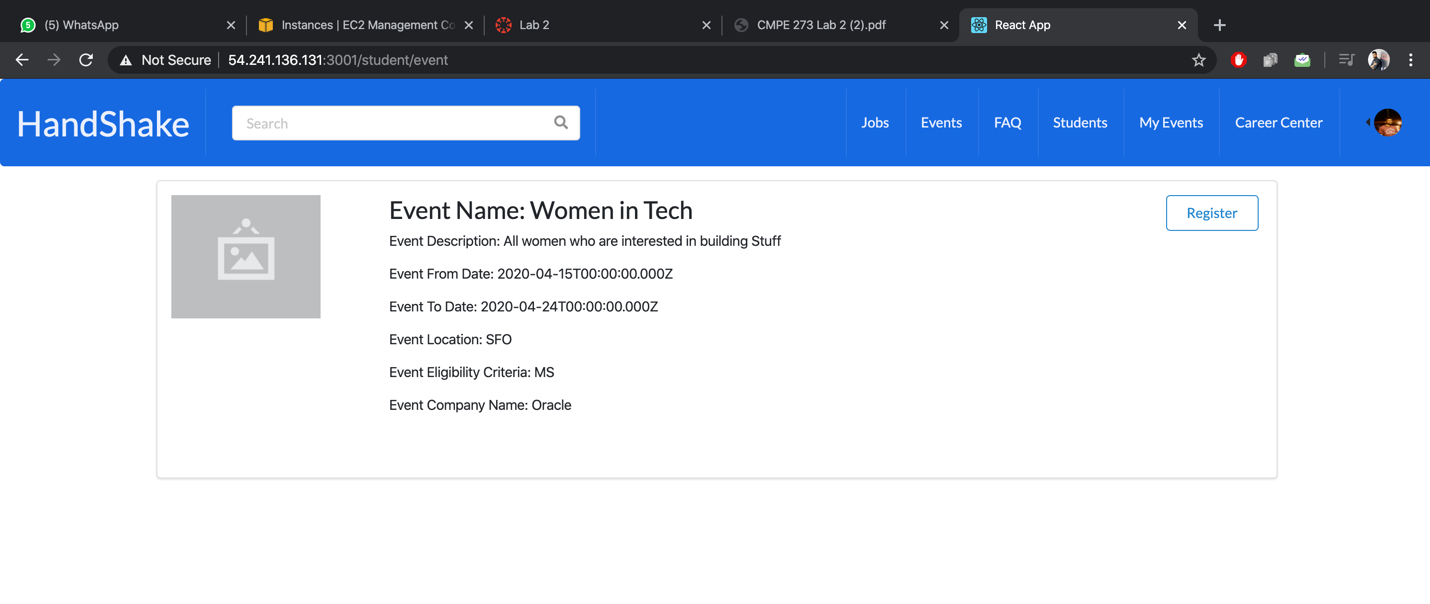 5 (5) WhatsApp
Instances | EC2 Management Co
Lab 2
CMPE 273 Lab 2 (2).pdf
React App
Not Secure 54.241.136.131:3001/student/event
HandShake
Search
Jobs
Events
FAQ
Students
My Events
Career Center
Event Name: Women in Tech
Register
Event Description: All women who are interested in building Stuff
Event From Date: 2020-04-15T00:00:00.000Z
Event To Date: 2020-04-24T00:00:00.000Z
Event Location: SFO
Event Eligibility Criteria: MS
Event Company Name: Oracle